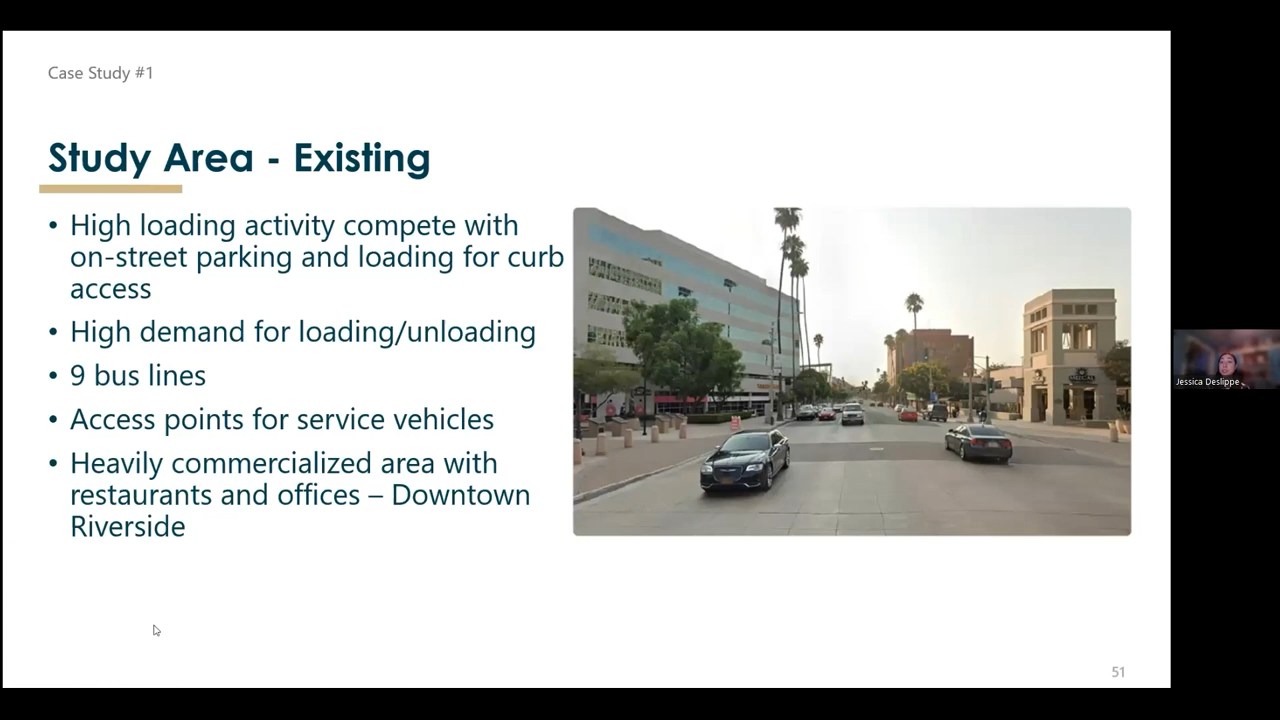 Case Study #1
Study Area - Existing
• High loading activity compete with
on-street parking and loading for curb
access
• High demand for loading/unloading
• 9 bus lines
• Access points for service vehicles
• Heavily commercialized area with
restaurants and offices – Downtown
Riverside
Jessica Deslippe
51